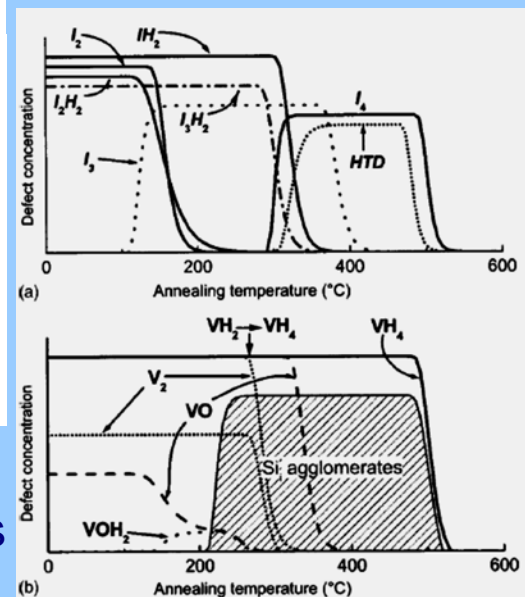 I2 IH2
I2H2
I3H2
I4
I3
HTD
Defect concentration
0 200 400 600
(a) Annealing temperature (°C)
VH2→VH4 VH4
V2
VO
Si agglomerates
VOH2
Defect concentration
s
0 200 400 600
(b) Annealing temperature (°C)